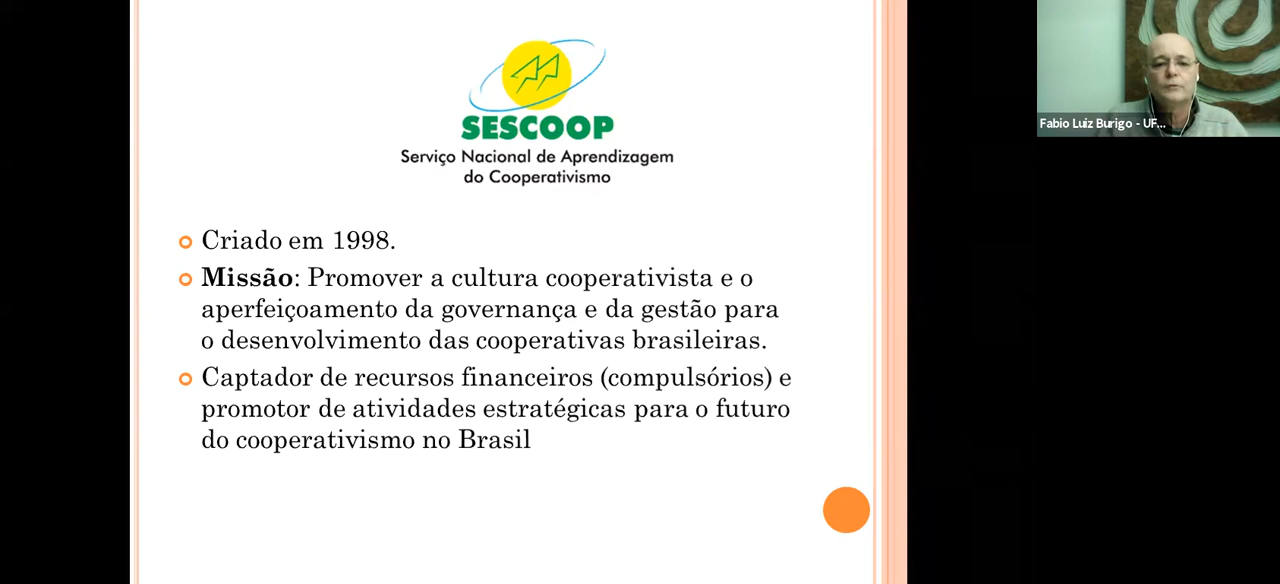 SESCOOP
Serviço Nacional de Aprendizagem
do Cooperativismo
Criado em 1998.
Missão: Promover a cultura cooperativista e o
aperfeiçoamento da governança e da gestão para
o desenvolvimento das cooperativas brasileiras.
Captador de recursos financeiros (compulsórios) e
promotor de atividades estratégicas para o futuro
do cooperativismo no Brasil
Fabio Luiz Burigo - UF...